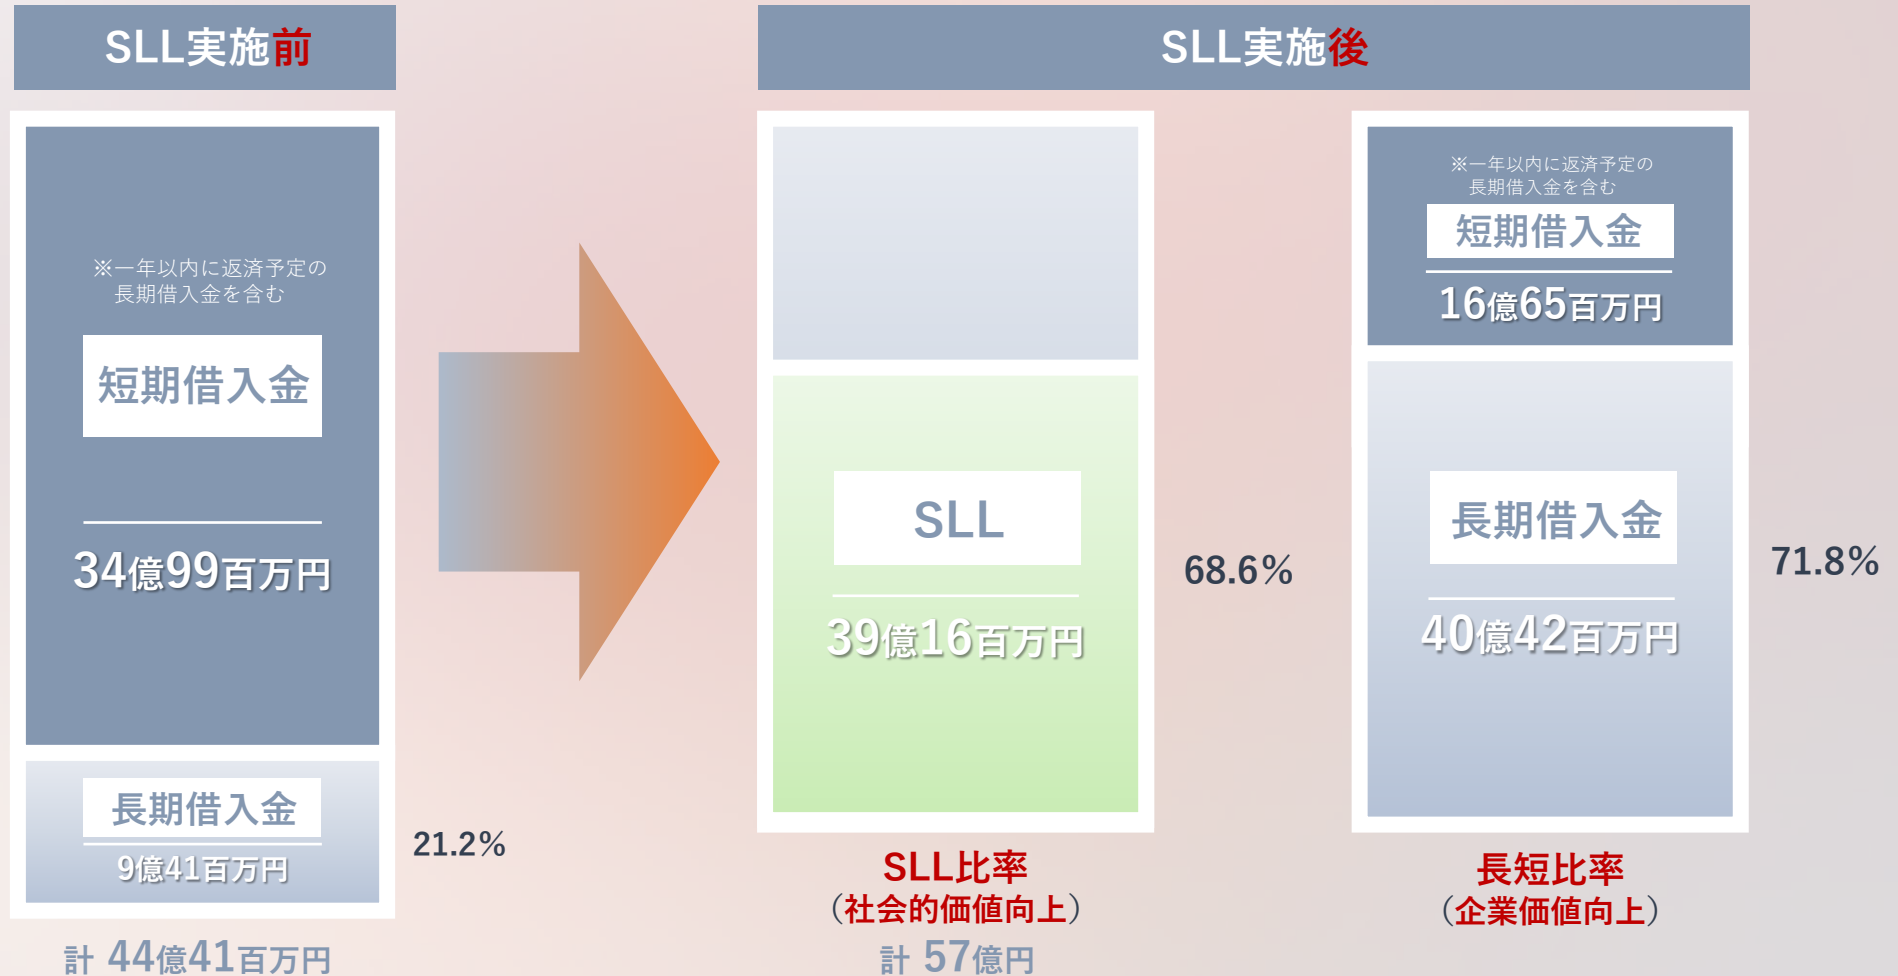 SLL実施前
※一年以内に返済予定の
長期借入金を含む
短期借入金
34億99百万円
長期借入金
9億41百万円
21.2%
計 44億41百万円
SLL実施後
SLL
39億16百万円
68.6%
SLL比率
（社会的価値向上）
計 57億円
※一年以内に返済予定の
長期借入金を含む
短期借入金
16億65百万円
長期借入金
40億42百万円
71.8%
長短比率
（企業価値向上）